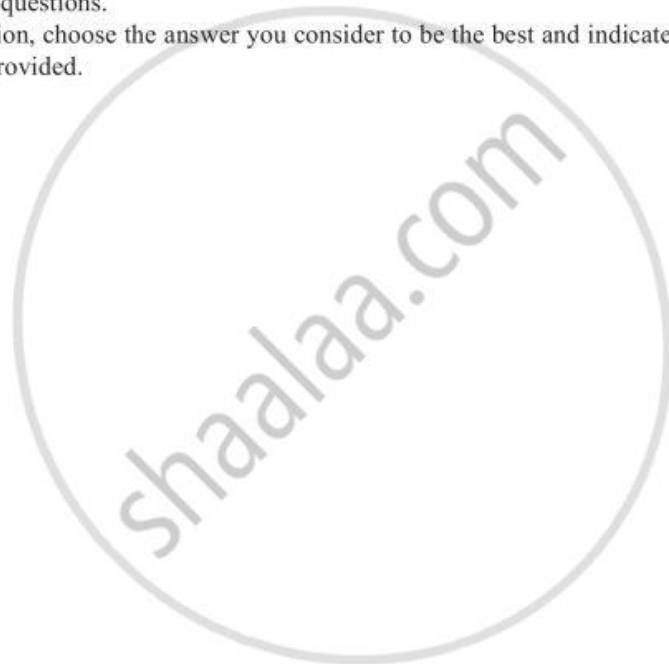 questions.
ion, choose the answer you consider to be the best and indicate
rovided.
shaalaa.com